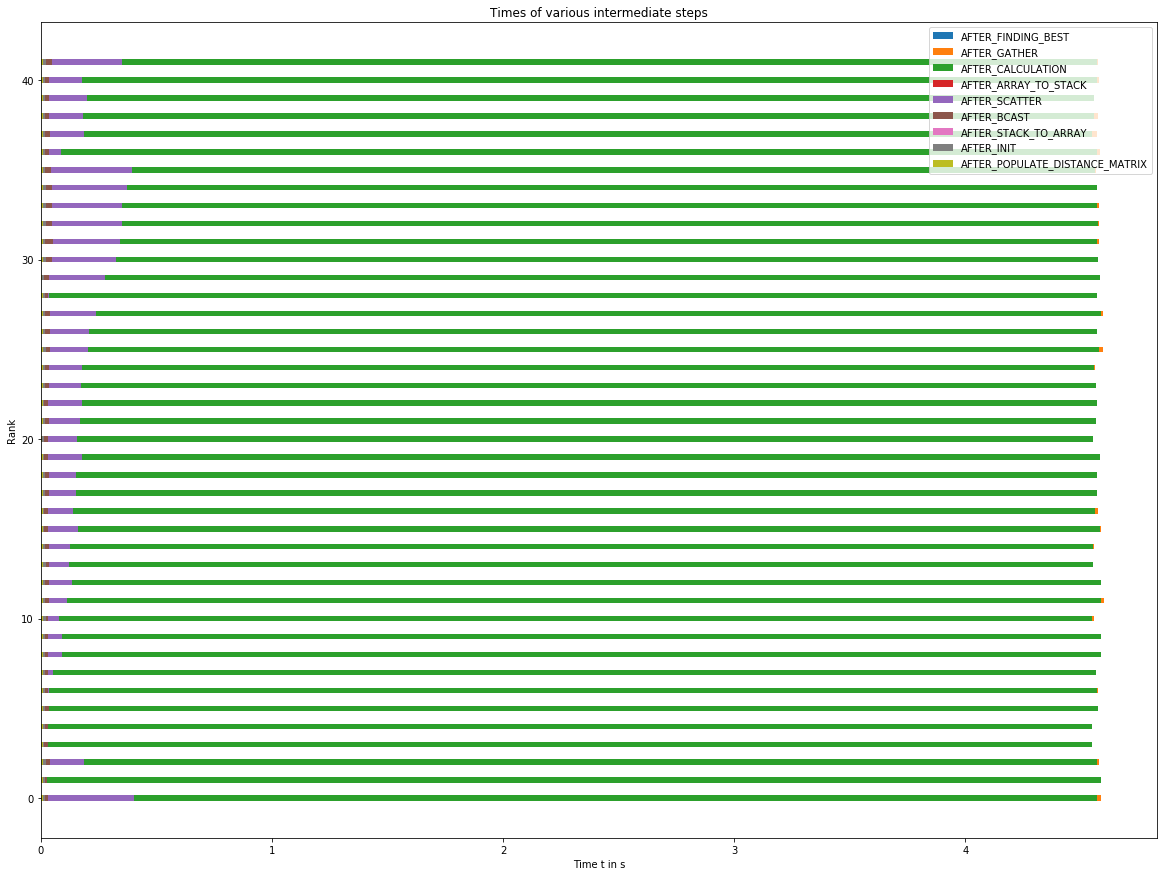 Times of various intermediate steps
AFTER_FINDING_BEST
AFTER_GATHER
AFTER_CALCULATION
AFTER_ARRAY_TO_STACK
AFTER_SCATTER
AFTER_BCAST
AFTER_STACK_TO_ARRAY
AFTER_INIT
AFTER_POPULATE_DISTANCE_MATRIX
40
30
20
10
0
Rank
0 1 2 3 4
Time t in s